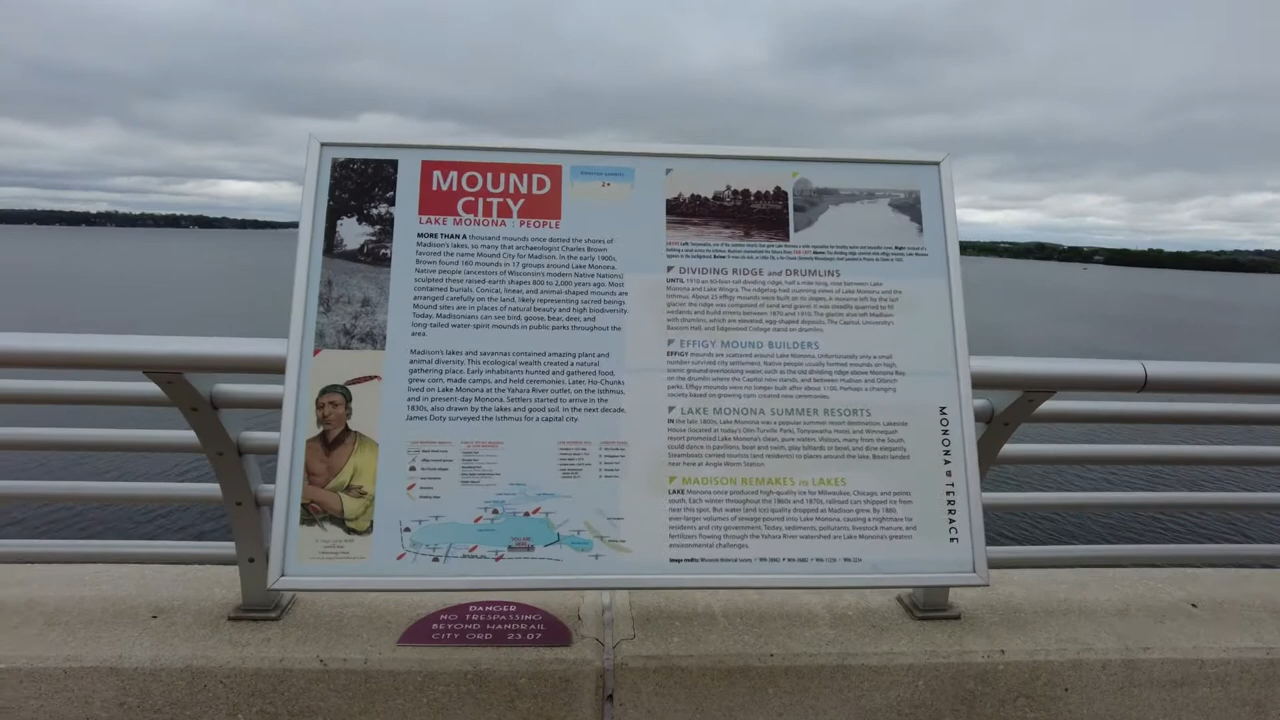 MOUND
CITY
LAKE MONONA : PEOPLE
MORE THAN A thousand mounds once dotted the shores of
Madison's lakes, so many that archaeologist Charles Brown
favored the name Mound City for Madison. In the early 1900s,
Brown found 160 mounds in 17 groups around Lake Monona.
Native people (ancestors of Wisconsin's modern Native Nations)
sculpted these raised-earth shapes 800 to 2,000 years ago. Most
contained burials. Conical, linear, and animal-shaped mounds are
arranged carefully on the land, likely representing sacred beings.
Mound sites are in places of natural beauty and high biodiversity.
Today, Madisonians can see bird, goose, bear, deer, and
long-tailed water-spirit mounds in public parks throughout the
area.
Madison's lakes and savannas contained amazing plant and
animal diversity. This ecological wealth created a natural
gathering place. Early inhabitants hunted and gathered food,
grew corn, made camps, and held ceremonies. Later, Ho-Chunks
lived on Lake Monona at the Yahara River outlet, on the Isthmus,
and in present-day Monona. Settlers started to arrive in the
1830s, also drawn by the lakes and good soil. In the next decade,
James Doty surveyed the Isthmus for a capital city.
YOU ARE
HERE
DIVIDING RIDGE and DRUMLINS
UNTIL 1910 an 80-foot-tall dividing ridge, half a mile long, rose between Lake
Monona and Lake Wingra. The ridgetop had stunning views of Lake Monona and the
Isthmus. About 25 effigy mounds were built on its slopes. A moraine left by the last
glacier, the ridge was composed of sand and gravel. It was steadily quarried to fill
wetlands and build streets between 1870 and 1910. The glacier also left Madison
with drumlins, which are elevated, egg-shaped deposits. The Capitol, University's
Bascom Hall, and Edgewood College stand on drumlins.
EFFIGY MOUND BUILDERS
EFFIGY mounds are scattered around Lake Monona. Unfortunately only a small
number survived city settlement. Native people usually formed mounds on high,
scenic ground overlooking water, such as the old dividing ridge above Monona Bay,
on the drumlin where the Capitol now stands, and between Hudson and Olbrich
parks. Effigy mounds were no longer built after about 1100. Perhaps a changing
society based on growing corn created new ceremonies.
LAKE MONONA SUMMER RESORTS
IN the late 1800s, Lake Monona was a popular summer resort destination. Lakeside
House (located at today's Olin-Turville Park), Tonyawatha Hotel, and Winnequah
resort promoted Lake Monona's clean, pure waters. Visitors, many from the South,
could dance in pavilions, boat and swim, play billiards or bowl, and dine elegantly.
Steamboats carried tourists (and residents) to places around the lake. Boats landed
near here at Angle Worm Station.
MADISON REMAKES its LAKES
LAKE Monona once produced high-quality ice for Milwaukee, Chicago, and points
south. Each winter throughout the 1860s and 1870s, railroad cars shipped ice from
near this spot. But water (and ice) quality dropped as Madison grew. By 1880,
ever-larger volumes of sewage poured into Lake Monona, causing a nightmare for
residents and city government. Today, sediments, pollutants, livestock manure, and
fertilizers flowing through the Yahara River watershed are Lake Monona's greatest
environmental challenges.
Image credits: Wisconsin Historical Society
MONONA TERRACE
DANGER
NO TRESPASSING
BEYOND HANDRAIL
CITY ORD 23.07